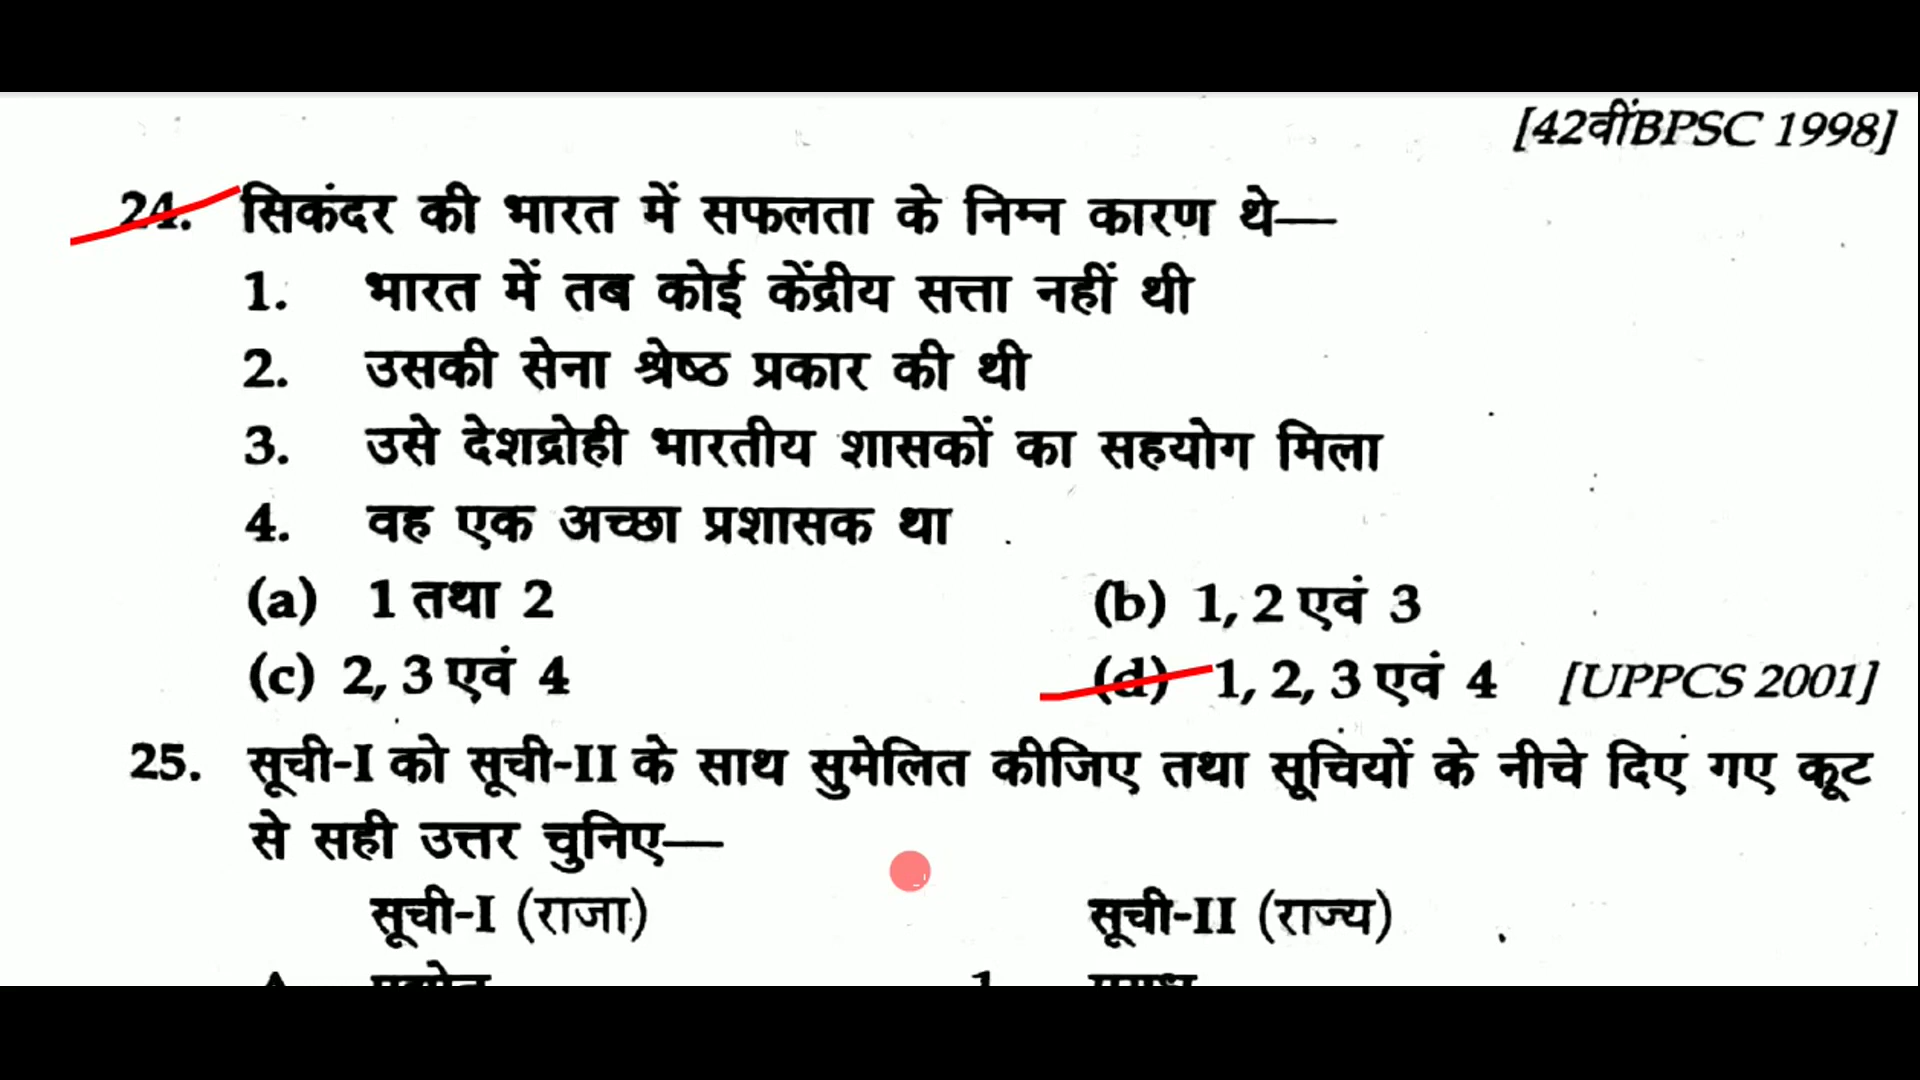 [42वींBPSC 1998]
24. सिकंदर की भारत में सफलता के निम्न कारण थे—
1. भारत में तब कोई केंद्रीय सत्ता नहीं थी
2. उसकी सेना श्रेष्ठ प्रकार की थी
3. उसे देशद्रोही भारतीय शासकों का सहयोग मिला
4. वह एक अच्छा प्रशासक था
(a) 1 तथा 2 (b) 1, 2 एवं 3
(c) 2, 3 एवं 4 (d) 1, 2, 3 एवं 4 [UPPCS 2001]
25. सूची-I को सूची-II के साथ सुमेलित कीजिए तथा सूचियों के नीचे दिए गए कूट
से सही उत्तर चुनिए—
सूची-I (राजा) सूची-II (राज्य)